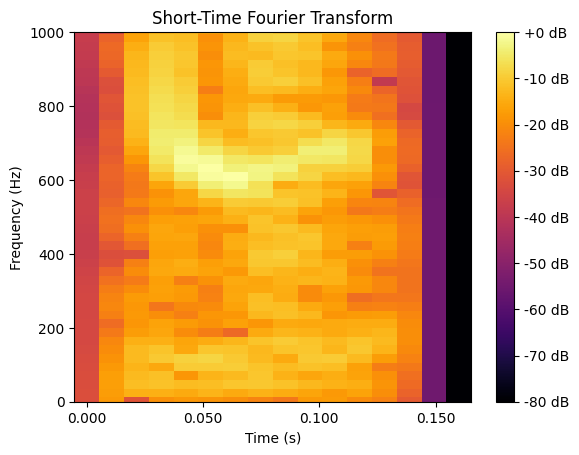 Short-Time Fourier Transform
1000
800
600
400
200
0
Frequency (Hz)
0.000
0.050
0.100
0.150
Time (s)
+0 dB
-10 dB
-20 dB
-30 dB
-40 dB
-50 dB
-60 dB
-70 dB
-80 dB